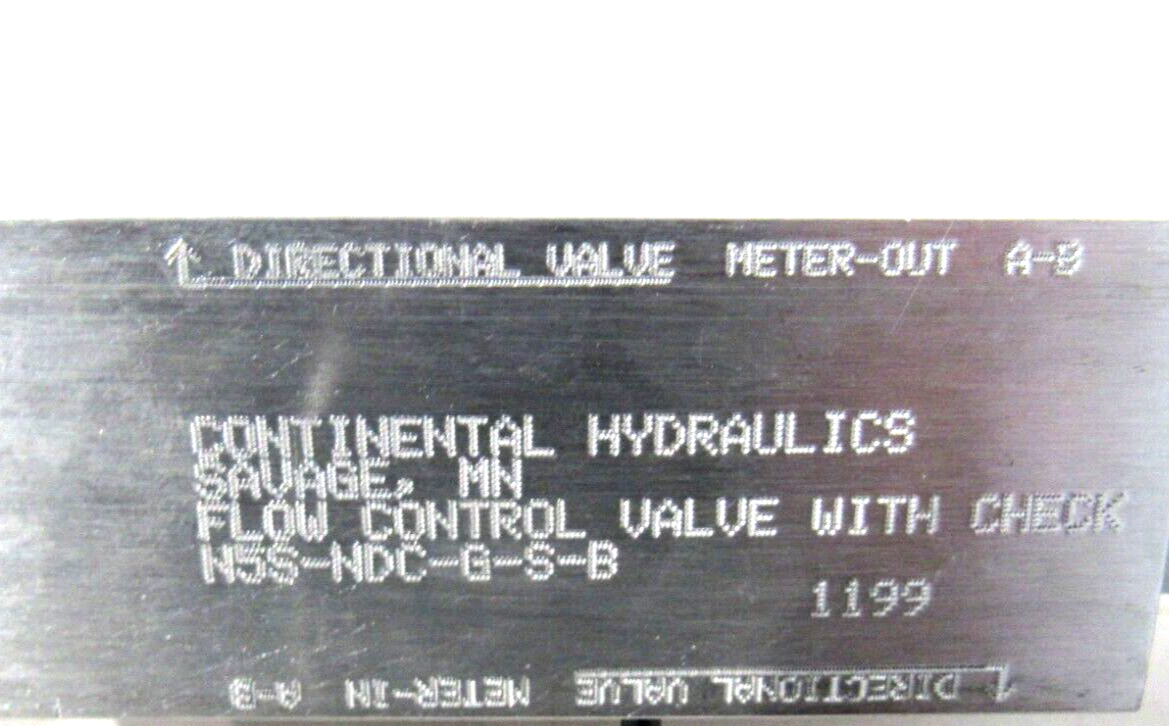 ↑ DIRECTIONAL VALVE METER-OUT A-B
CONTINENTAL HYDRAULICS
SAVAGE, MN
FLOW CONTROL VALVE WITH CHECK
N5S-NDC-G-S-B
1199
↑ DIRECTIONAL VALVE METER-IN A-B